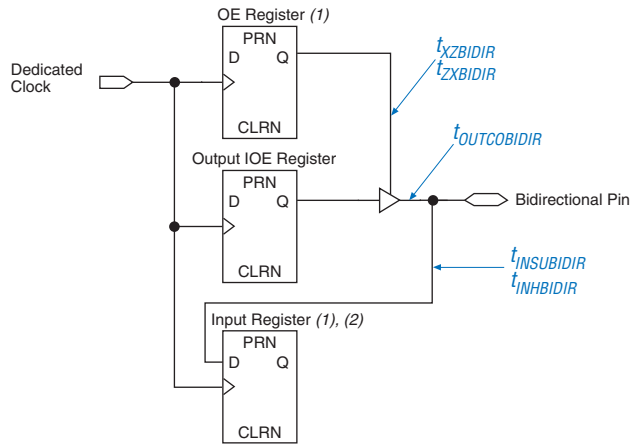 OE Register (1)
PRN
D Q
CLRN
Dedicated
Clock
tXZBIDIR
tZXBIDIR
tOUTCOBIDIR
Output IOE Register
PRN
D Q
CLRN
Bidirectional Pin
tINSUBIDIR
tINHBIDIR
Input Register (1), (2)
PRN
D Q
CLRN